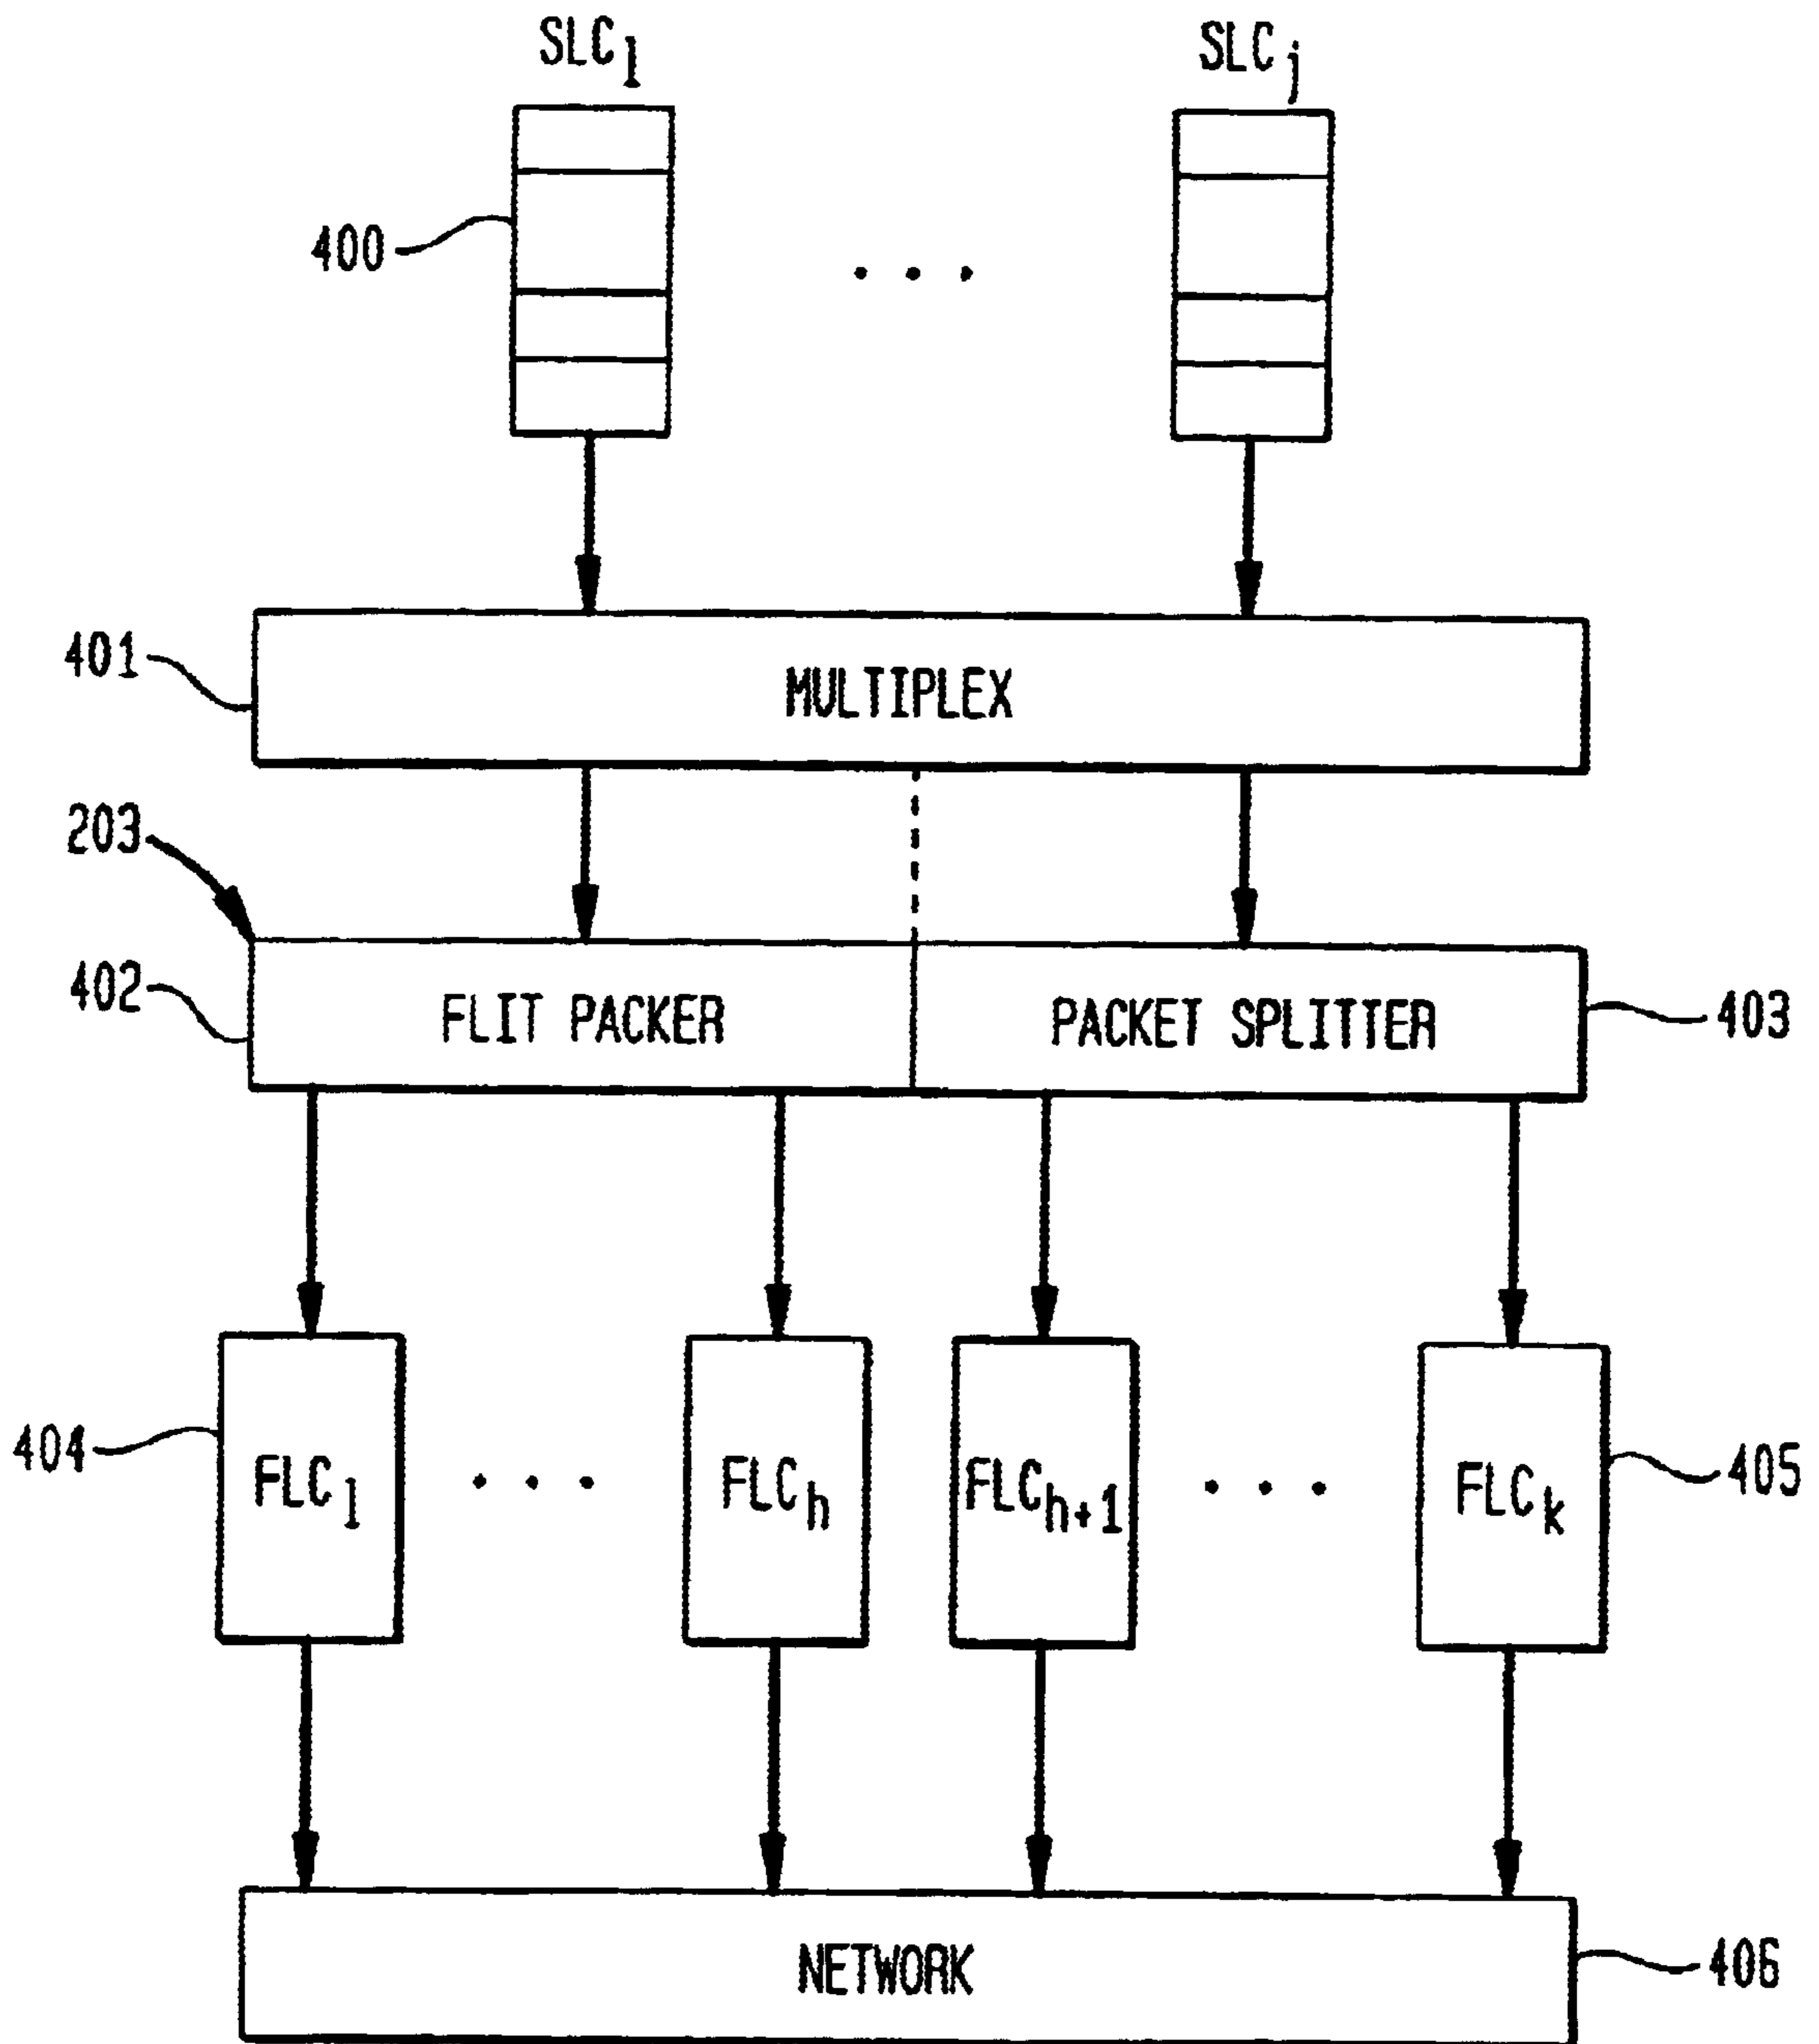 SLC1
SLCj
400
. . .
401
MULTIPLEX
203
402
FLIT PACKER
PACKET SPLITTER
403
404
FLC1
. . .
FLCh
FLCh+1
. . .
FLCk
405
NETWORK
406